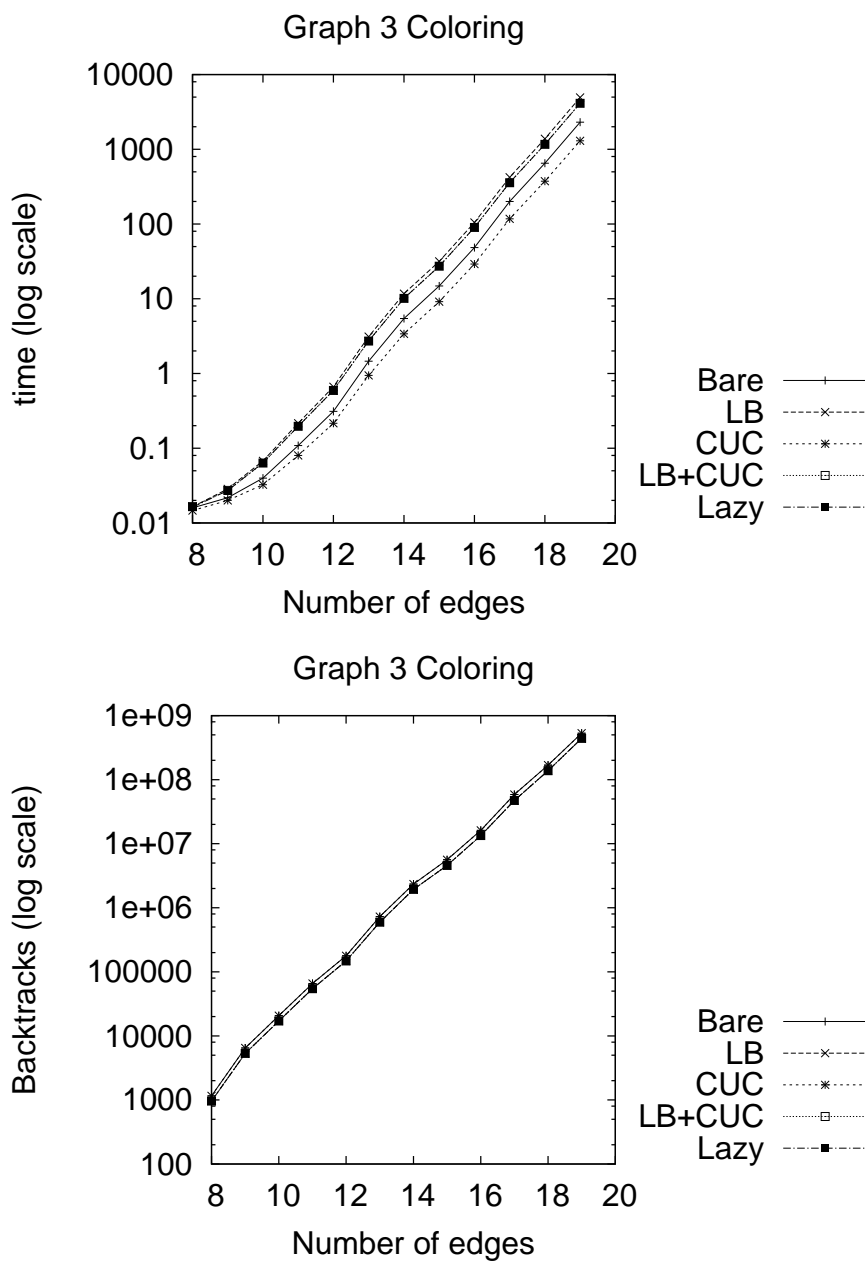 Graph 3 Coloring
10000
1000
100
10
1
0.1
0.01
time (log scale)
8 10 12 14 16 18 20
Number of edges
Bare
LB
CUC
LB+CUC
Lazy
Graph 3 Coloring
1e+09
1e+08
1e+07
1e+06
100000
10000
1000
100
Backtracks (log scale)
8 10 12 14 16 18 20
Number of edges
Bare
LB
CUC
LB+CUC
Lazy